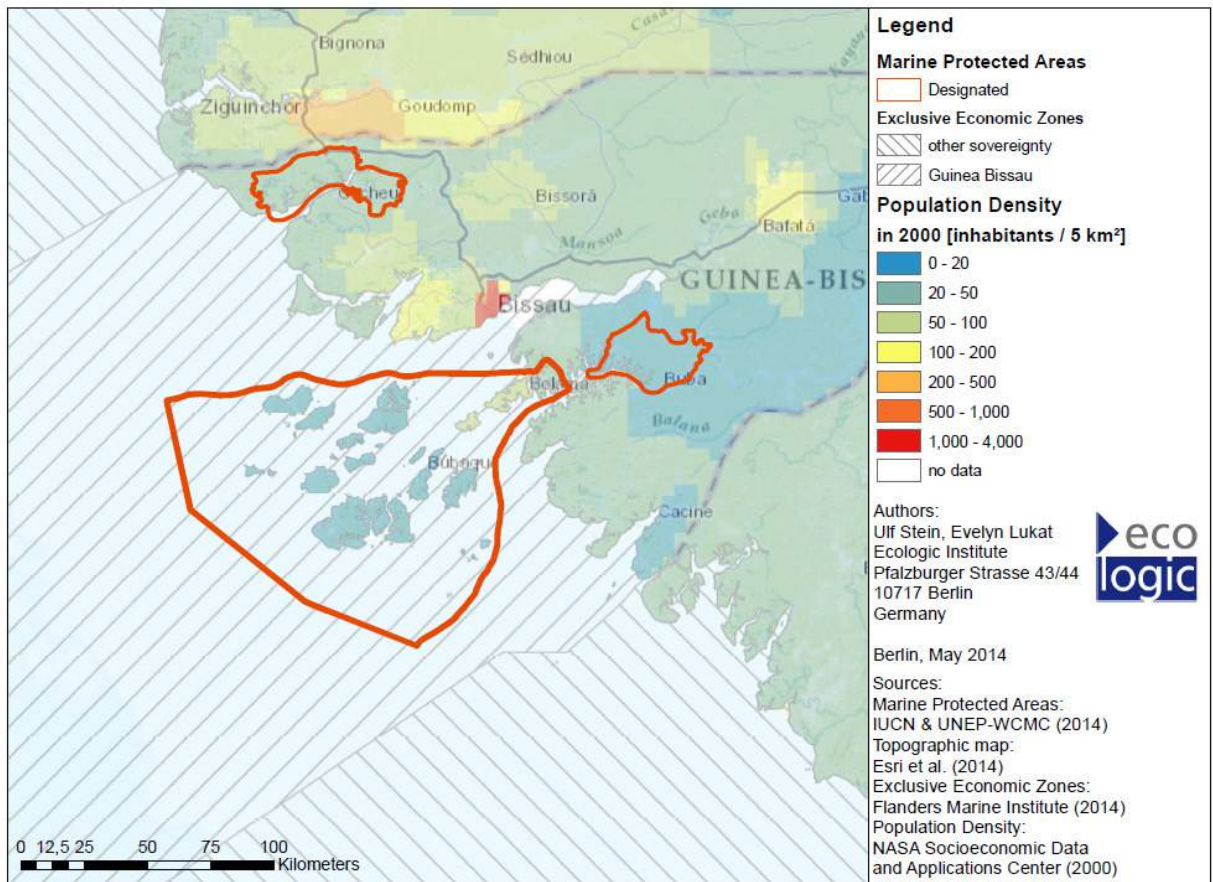 Bignona
Sédhiou
Casa
Kayan
Ziguinchor
Goudomp
Cacheu
Bissorã
Gab
Bafatá
Geba
Mansoa
GUINEA-BIS
Bissau
Bolama
Buba
Balana
Búbaque
Cacine
0 12,5 25 50 75 100
Kilometers
Legend
Marine Protected Areas
Designated
Exclusive Economic Zones
other sovereignty
Guinea Bissau
Population Density
in 2000 [inhabitants / 5 km²]
0 - 20
20 - 50
50 - 100
100 - 200
200 - 500
500 - 1,000
1,000 - 4,000
no data
Authors:
Ulf Stein, Evelyn Lukat
Ecologic Institute
Pfalzburger Strasse 43/44
10717 Berlin
Germany
eco
logic
Berlin, May 2014
Sources:
Marine Protected Areas:
IUCN & UNEP-WCMC (2014)
Topographic map:
Esri et al. (2014)
Exclusive Economic Zones:
Flanders Marine Institute (2014)
Population Density:
NASA Socioeconomic Data
and Applications Center (2000)